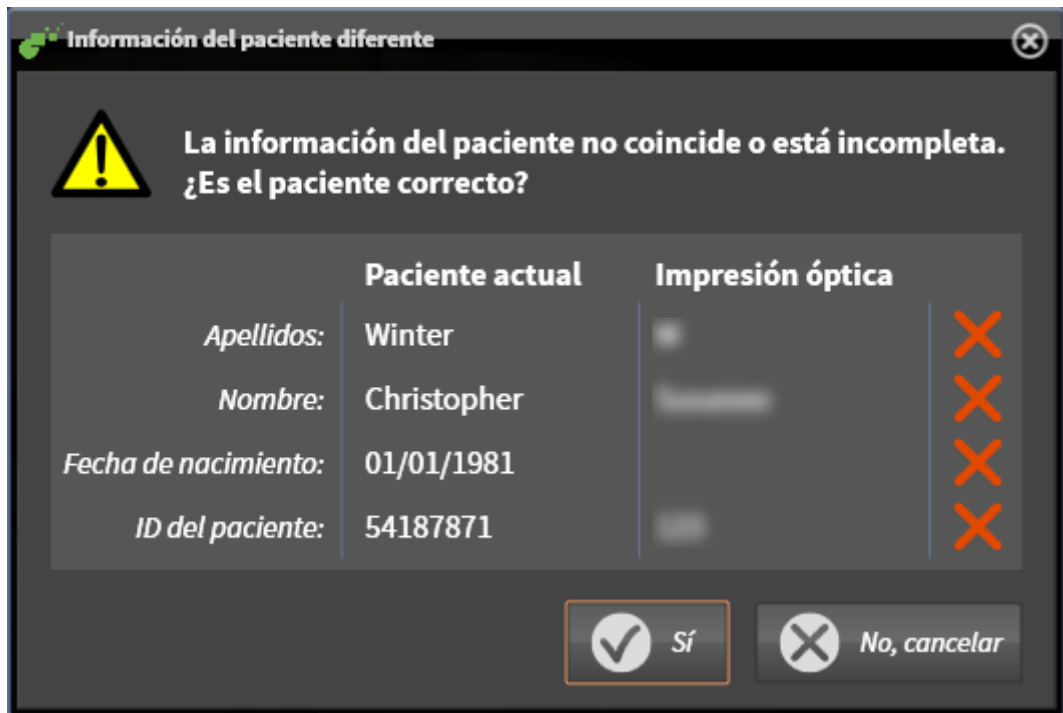 Información del paciente diferente
La información del paciente no coincide o está incompleta.
¿Es el paciente correcto?
Paciente actual Impresión óptica
Apellidos: Winter
Nombre: Christopher
Fecha de nacimiento: 01/01/1981
ID del paciente: 54187871
Sí No, cancelar